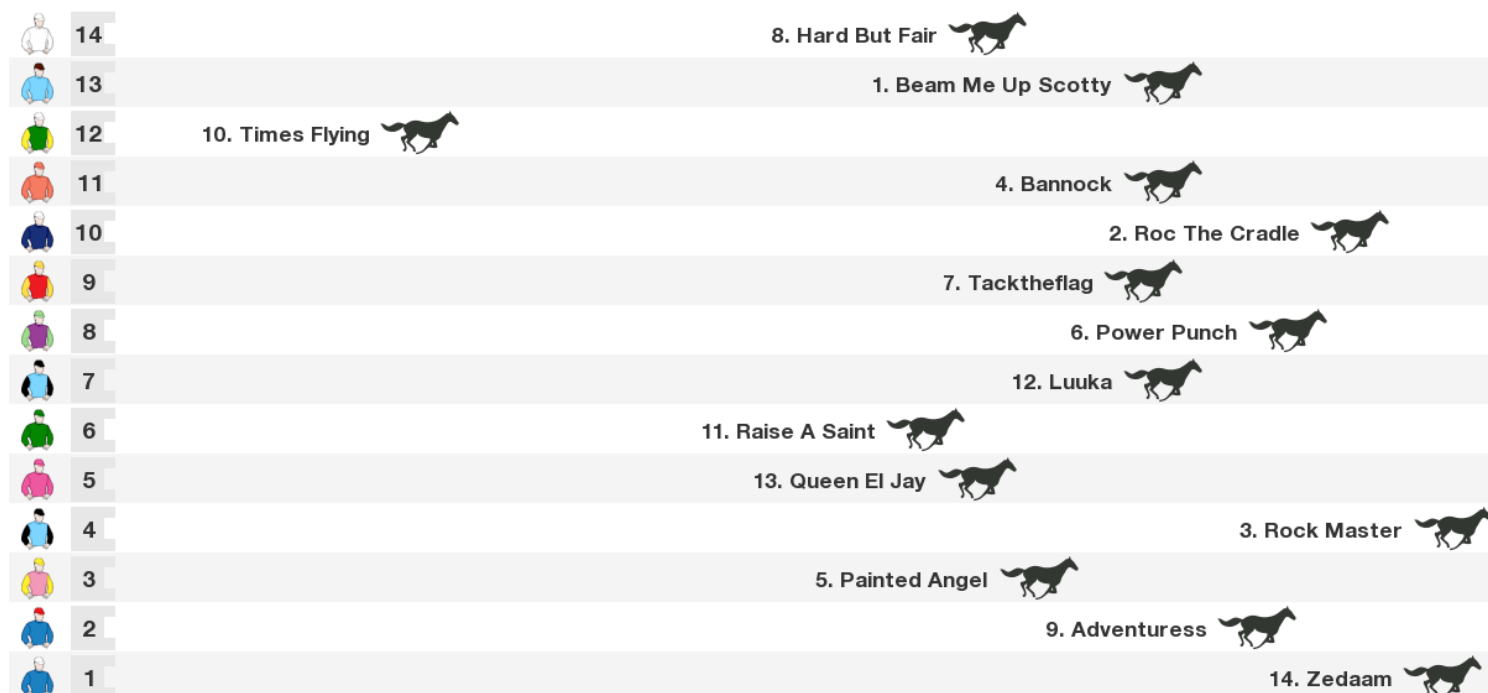 14 8. Hard But Fair
13 1. Beam Me Up Scotty
12 10. Times Flying
11 4. Bannock
10 2. Roc The Cradle
9 7. Tacktheflag
8 6. Power Punch
7 12. Luuka
6 11. Raise A Saint
5 13. Queen El Jay
4 3. Rock Master
3 5. Painted Angel
2 9. Adventuress
1 14. Zedaam